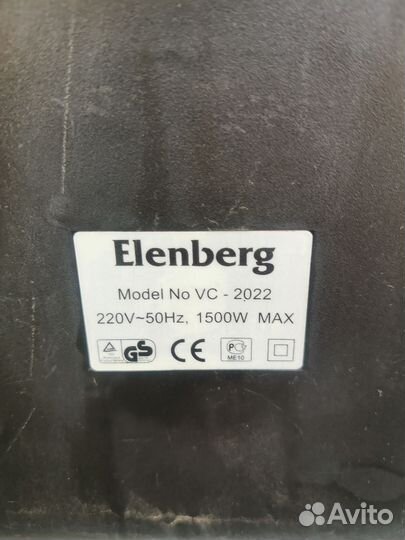 Elenberg
Model No VC - 2022
220V~50Hz, 1500W MAX
GS CE PC
ME10
Avito